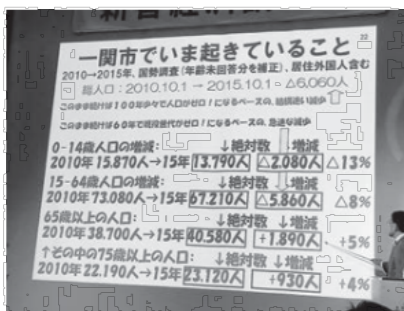 一関市でいま起きていること
22
2010→2015年、国勢調査(年齢未回答分を補正)、居住外国人含む
総人口:2010.10.1 → 2015.10.1 - △6,060人
0-14歳人口の増減: ↓絶対数 ↓増減
2010年 15.870人→15年 13.790人 △2.080人 △13%
15-64歳人口の増減: ↓絶対数 ↓増減
2010年 73.080人→15年 67.210人 △5.860人 △8%
65歳以上の人口: ↓絶対数 ↓増減
2010年 38.700人→15年 40.580人 +1.890人 +5%
↑その中の75歳以上の人口: ↓絶対数 ↓増減
2010年 22.190人→15年 23.120人 +930人 +4%